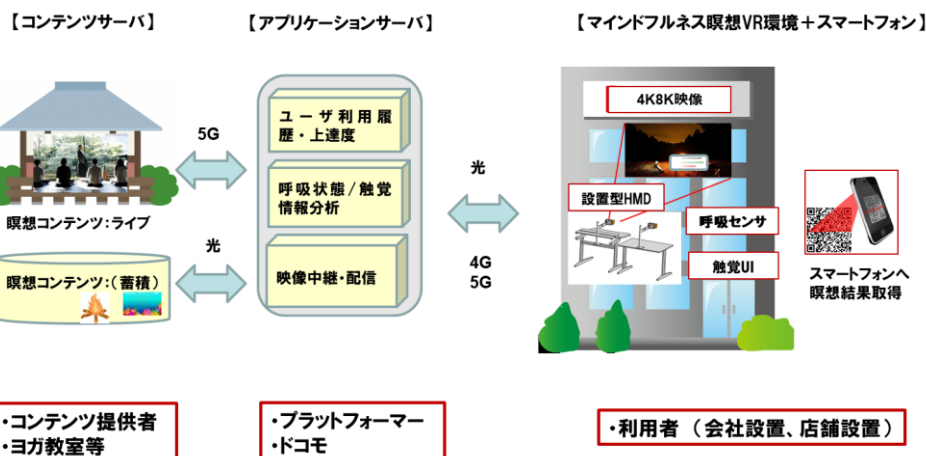 【コンテンツサーバ】
【アプリケーションサーバ】
【マインドフルネス瞑想VR環境＋スマートフォン】
瞑想コンテンツ：ライブ
瞑想コンテンツ：（蓄積）
5G
光
ユーザ利用履
歴・上達度
呼吸状態/触覚
情報分析
映像中継・配信
光
4G
5G
4K8K映像
設置型HMD
呼吸センサ
触覚UI
スマートフォンへ
瞑想結果取得
・コンテンツ提供者
・ヨガ教室等
・プラットフォーマー
・ドコモ
・利用者 （会社設置、店舗設置）